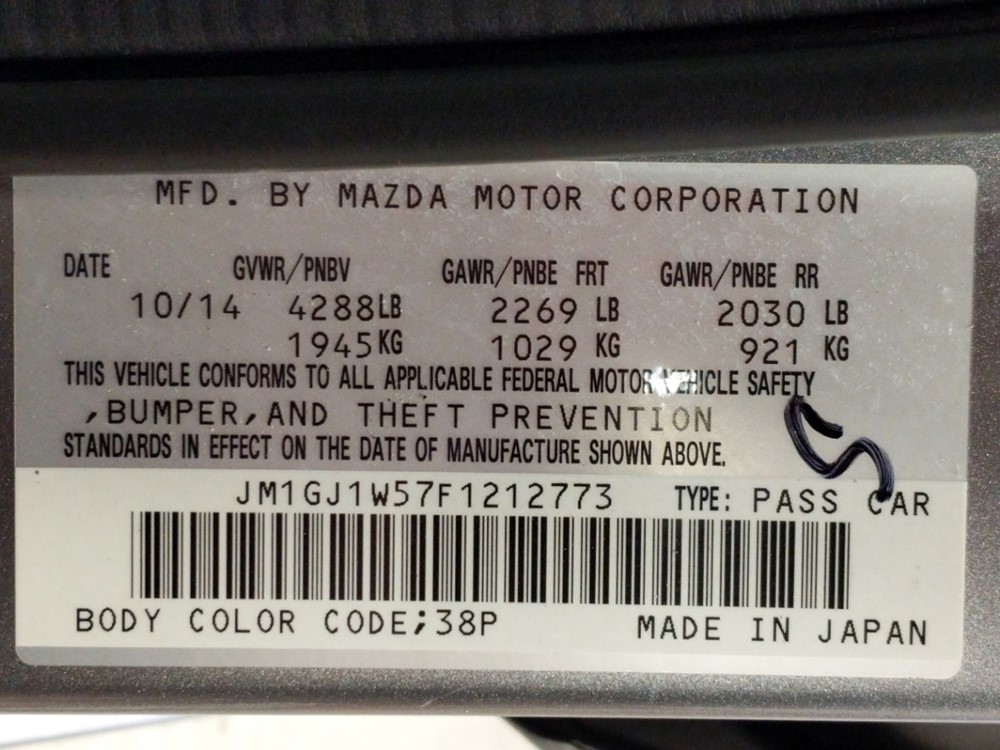 MFD. BY MAZDA MOTOR CORPORATION
DATE GVWR/PNBV GAWR/PNBE FRT GAWR/PNBE RR
10/14 4288LB 2269 LB 2030 LB
1945KG 1029 KG 921 KG
THIS VEHICLE CONFORMS TO ALL APPLICABLE FEDERAL MOTOR VEHICLE SAFETY
,BUMPER,AND THEFT PREVENTION
STANDARDS IN EFFECT ON THE DATE OF MANUFACTURE SHOWN ABOVE.
JM1GJ1W57F1212773 TYPE: PASS CAR
BODY COLOR CODE;38P MADE IN JAPAN